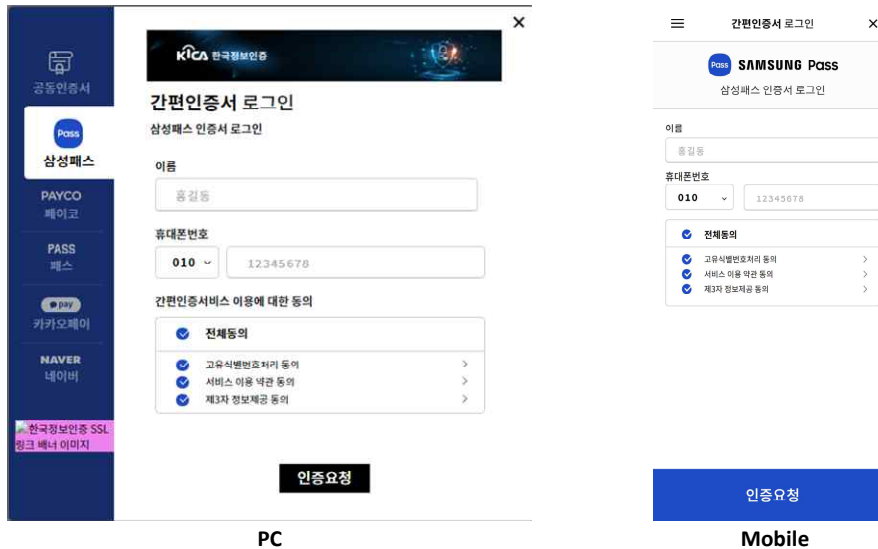 공동인증서
Pass
삼성패스
PAYCO
페이코
PASS
패스
pay
카카오페이
NAVER
네이버
한국정보인증 SSL
링크 배너 이미지
KICA 한국정보인증
간편인증서 로그인
삼성패스 인증서 로그인
이름
홍길동
휴대폰번호
010
12345678
간편인증서비스 이용에 대한 동의
전체동의
고유식별번호처리 동의
서비스 이용 약관 동의
제3자 정보제공 동의
인증요청
PC
간편인증서 로그인
Pass SAMSUNG Pass
삼성패스 인증서 로그인
이름
홍길동
휴대폰번호
010
12345678
전체동의
고유식별번호처리 동의
서비스 이용 약관 동의
제3자 정보제공 동의
인증요청
Mobile